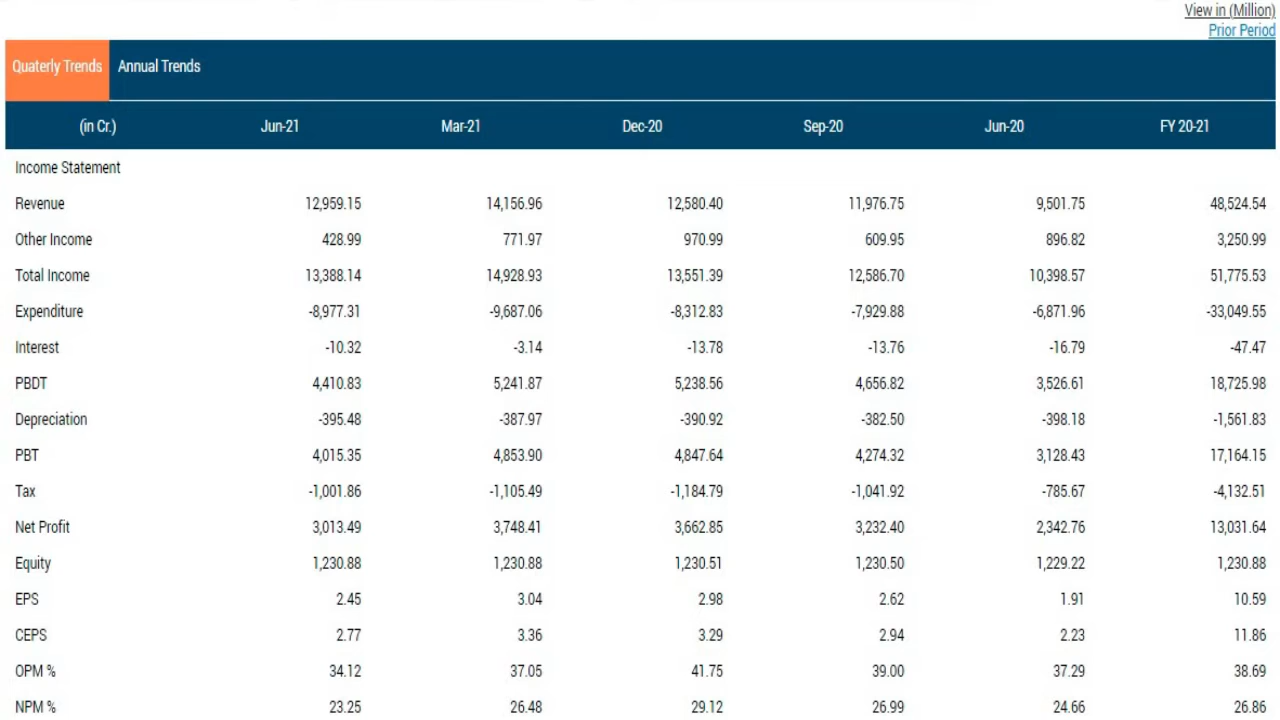 View in (Million)
Prior Period
Quaterly Trends Annual Trends
(in Cr.) Jun-21 Mar-21 Dec-20 Sep-20 Jun-20 FY 20-21
Income Statement
Revenue 12,959.15 14,156.96 12,580.40 11,976.75 9,501.75 48,524.54
Other Income 428.99 771.97 970.99 609.95 896.82 3,250.99
Total Income 13,388.14 14,928.93 13,551.39 12,586.70 10,398.57 51,775.53
Expenditure -8,977.31 -9,687.06 -8,312.83 -7,929.88 -6,871.96 -33,049.55
Interest -10.32 -3.14 -13.78 -13.76 -16.79 -47.47
PBDT 4,410.83 5,241.87 5,238.56 4,656.82 3,526.61 18,725.98
Depreciation -395.48 -387.97 -390.92 -382.50 -398.18 -1,561.83
PBT 4,015.35 4,853.90 4,847.64 4,274.32 3,128.43 17,164.15
Tax -1,001.86 -1,105.49 -1,184.79 -1,041.92 -785.67 -4,132.51
Net Profit 3,013.49 3,748.41 3,662.85 3,232.40 2,342.76 13,031.64
Equity 1,230.88 1,230.88 1,230.51 1,230.50 1,229.22 1,230.88
EPS 2.45 3.04 2.98 2.62 1.91 10.59
CEPS 2.77 3.36 3.29 2.94 2.23 11.86
OPM % 34.12 37.05 41.75 39.00 37.29 38.69
NPM % 23.25 26.48 29.12 26.99 24.66 26.86